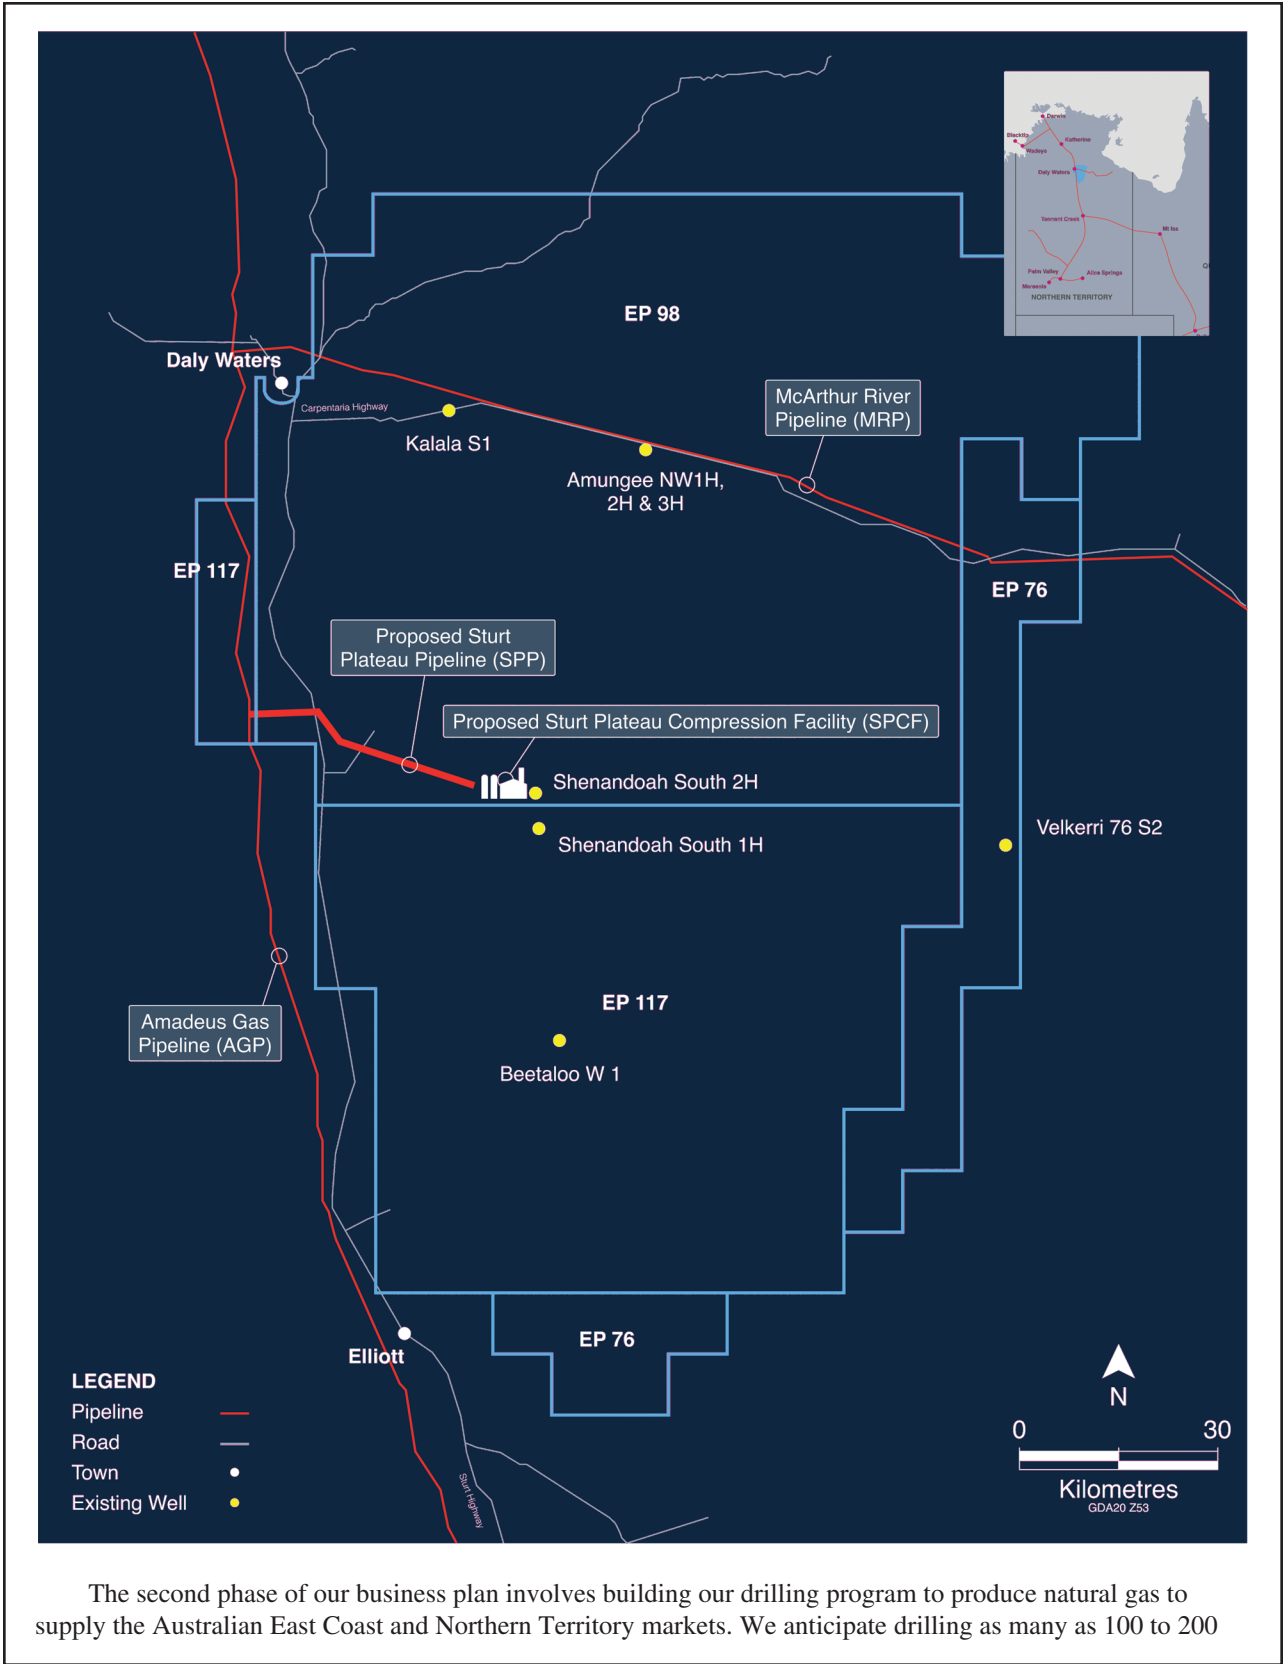 Darwin
Blacktip
Wadeye
Katherine
Daly Waters
Tennant Creek
Mt Isa
Palm Valley
Alice Springs
Mereenie
NORTHERN TERRITORY
EP 98
Daly Waters
Carpentaria Highway
Kalala S1
McArthur River
Pipeline (MRP)
Amungee NW1H,
2H & 3H
EP 117
EP 76
Proposed Sturt
Plateau Pipeline (SPP)
Proposed Sturt Plateau Compression Facility (SPCF)
Shenandoah South 2H
Shenandoah South 1H
Velkerri 76 S2
Amadeus Gas
Pipeline (AGP)
EP 117
Beetaloo W 1
EP 76
Elliott
Sturt Highway
LEGEND
Pipeline
Road
Town
Existing Well
N
0 30
Kilometres
GDA20 Z53
The second phase of our business plan involves building our drilling program to produce natural gas to
supply the Australian East Coast and Northern Territory markets. We anticipate drilling as many as 100 to 200